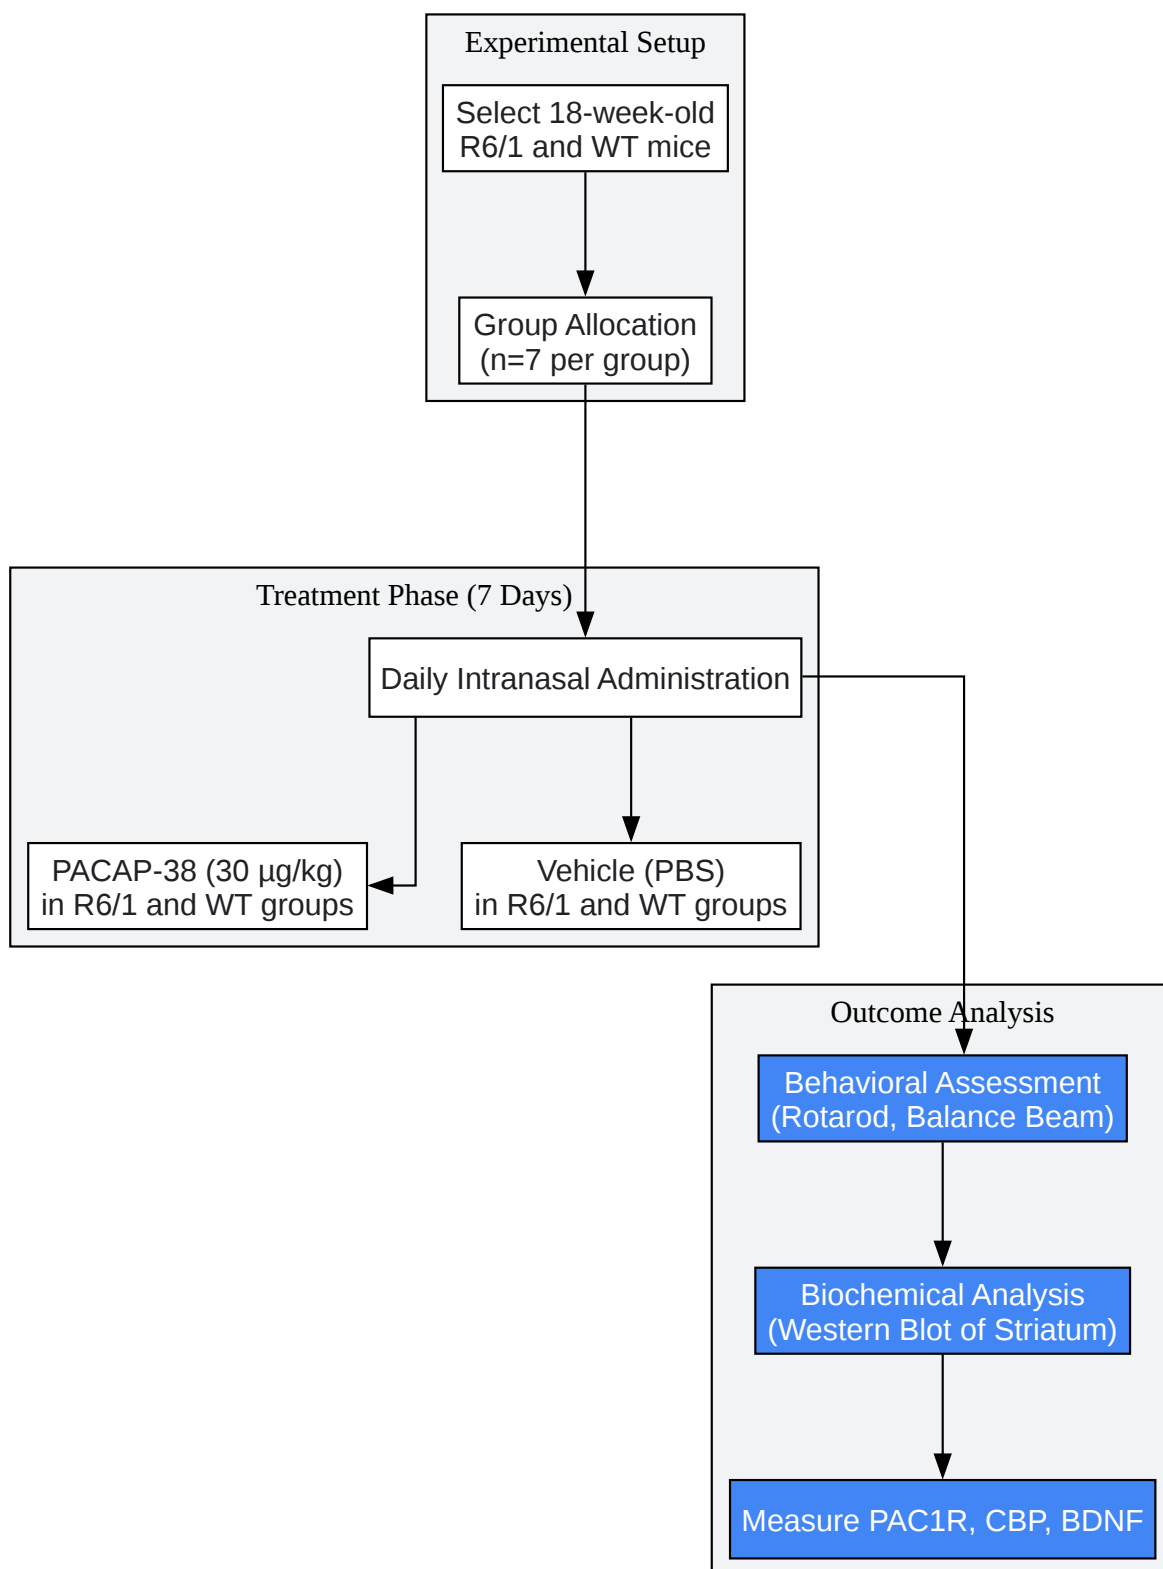 Experimental Setup
Select 18-week-old
R6/1 and WT mice
Group Allocation
(n=7 per group)
Treatment Phase (7 Days)
Daily Intranasal Administration
PACAP-38 (30 µg/kg)
in R6/1 and WT groups
Vehicle (PBS)
in R6/1 and WT groups
Outcome Analysis
Behavioral Assessment
(Rotarod, Balance Beam)
Biochemical Analysis
(Western Blot of Striatum)
Measure PAC1R, CBP, BDNF